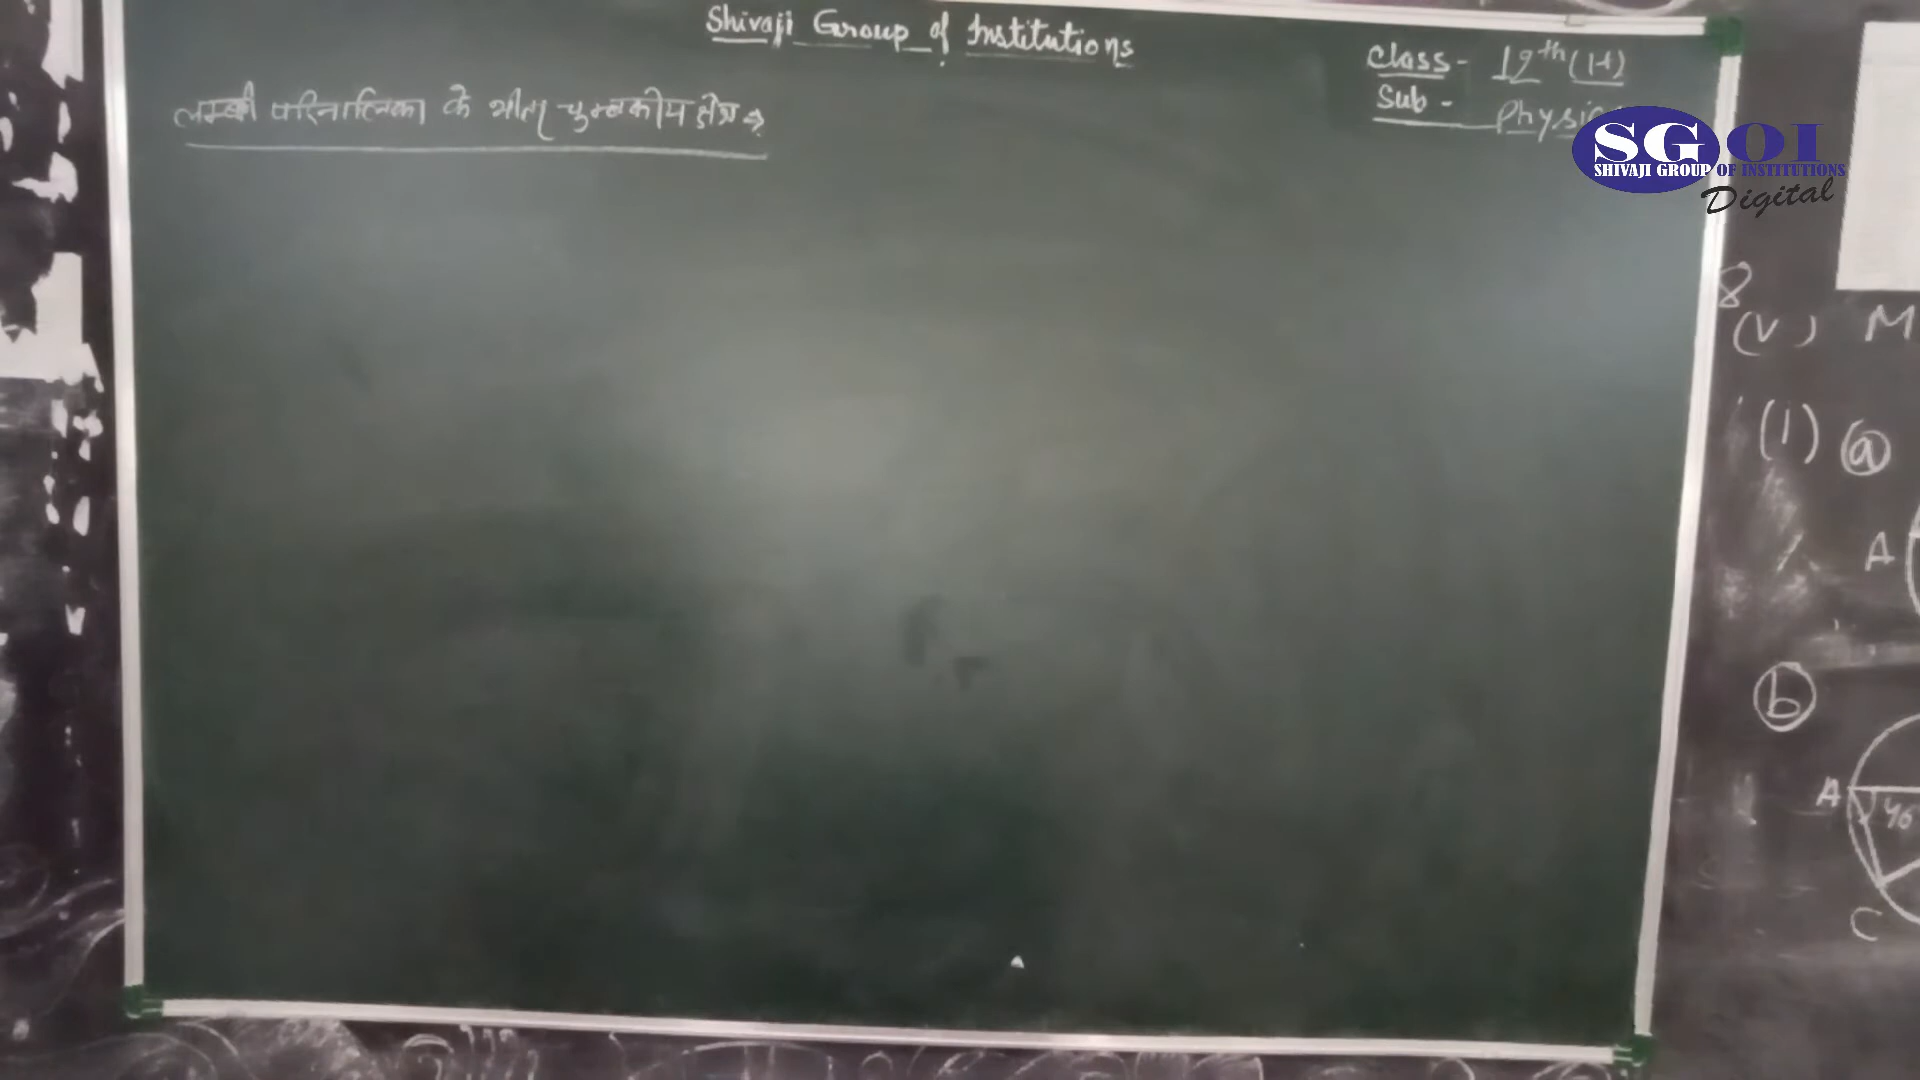 Shivaji Group of Institutions
Class- 12th (H)
Sub - Physics
लम्बी परिनालिका के भीतर चुम्बकीय क्षेत्र →
SGOI
SHIVAJI GROUP OF INSTITUTIONS
Digital
8
(v) M
(1) a
A
b
A 40
C